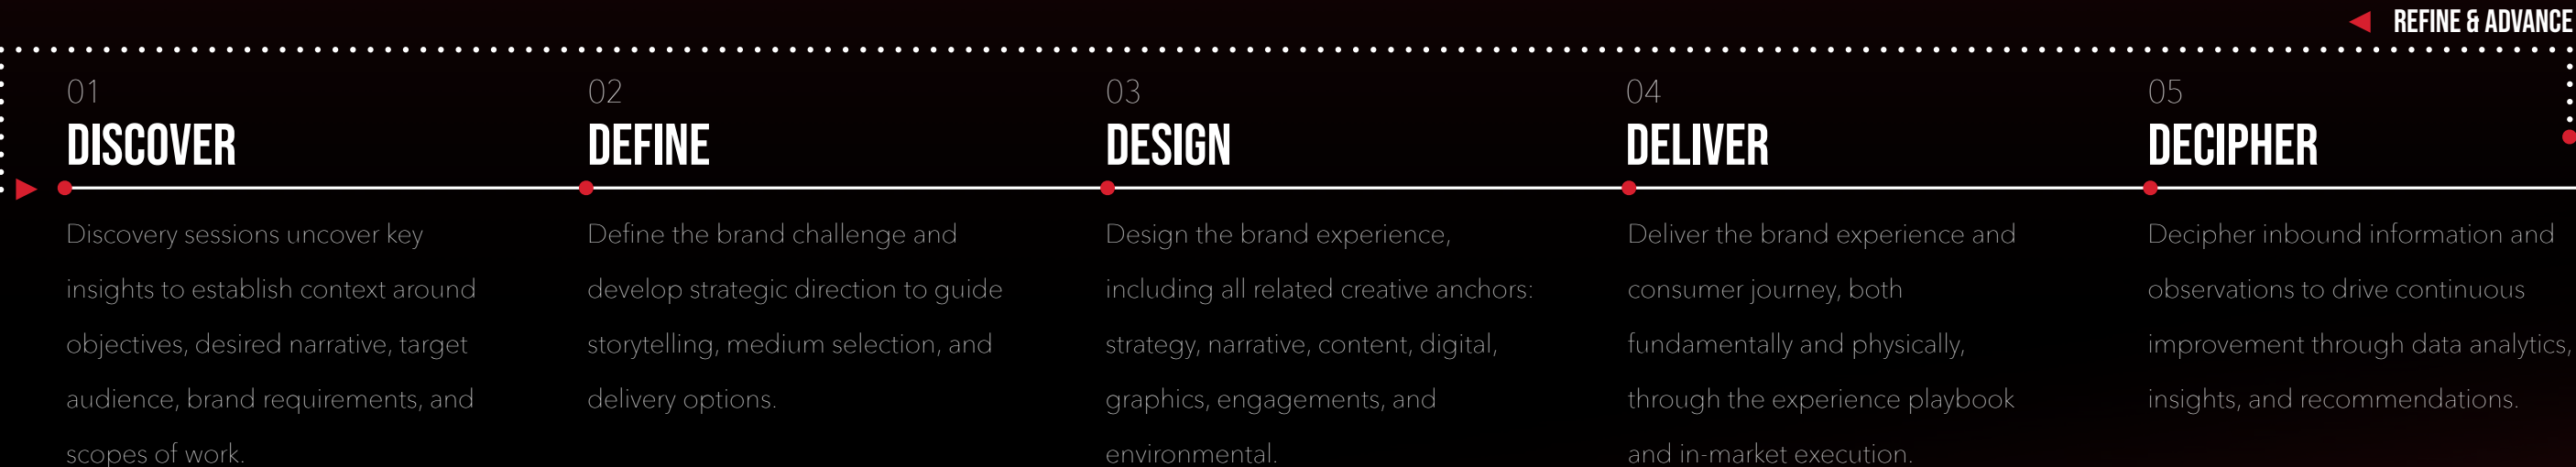 REFINE & ADVANCE
01
DISCOVER
Discovery sessions uncover key
insights to establish context around
objectives, desired narrative, target
audience, brand requirements, and
scopes of work.
02
DEFINE
Define the brand challenge and
develop strategic direction to guide
storytelling, medium selection, and
delivery options.
03
DESIGN
Design the brand experience,
including all related creative anchors:
strategy, narrative, content, digital,
graphics, engagements, and
environmental.
04
DELIVER
Deliver the brand experience and
consumer journey, both
fundamentally and physically,
through the experience playbook
and in-market execution.
05
DECIPHER
Decipher inbound information and
observations to drive continuous
improvement through data analytics,
insights, and recommendations.